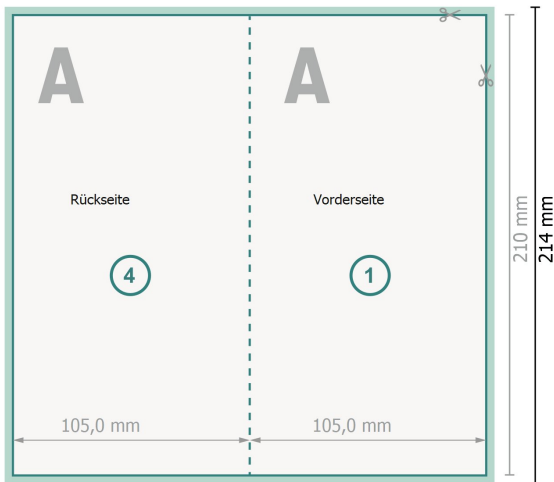 A
A
Rückseite
Vorderseite
4
1
105,0 mm
105,0 mm
210 mm
214 mm